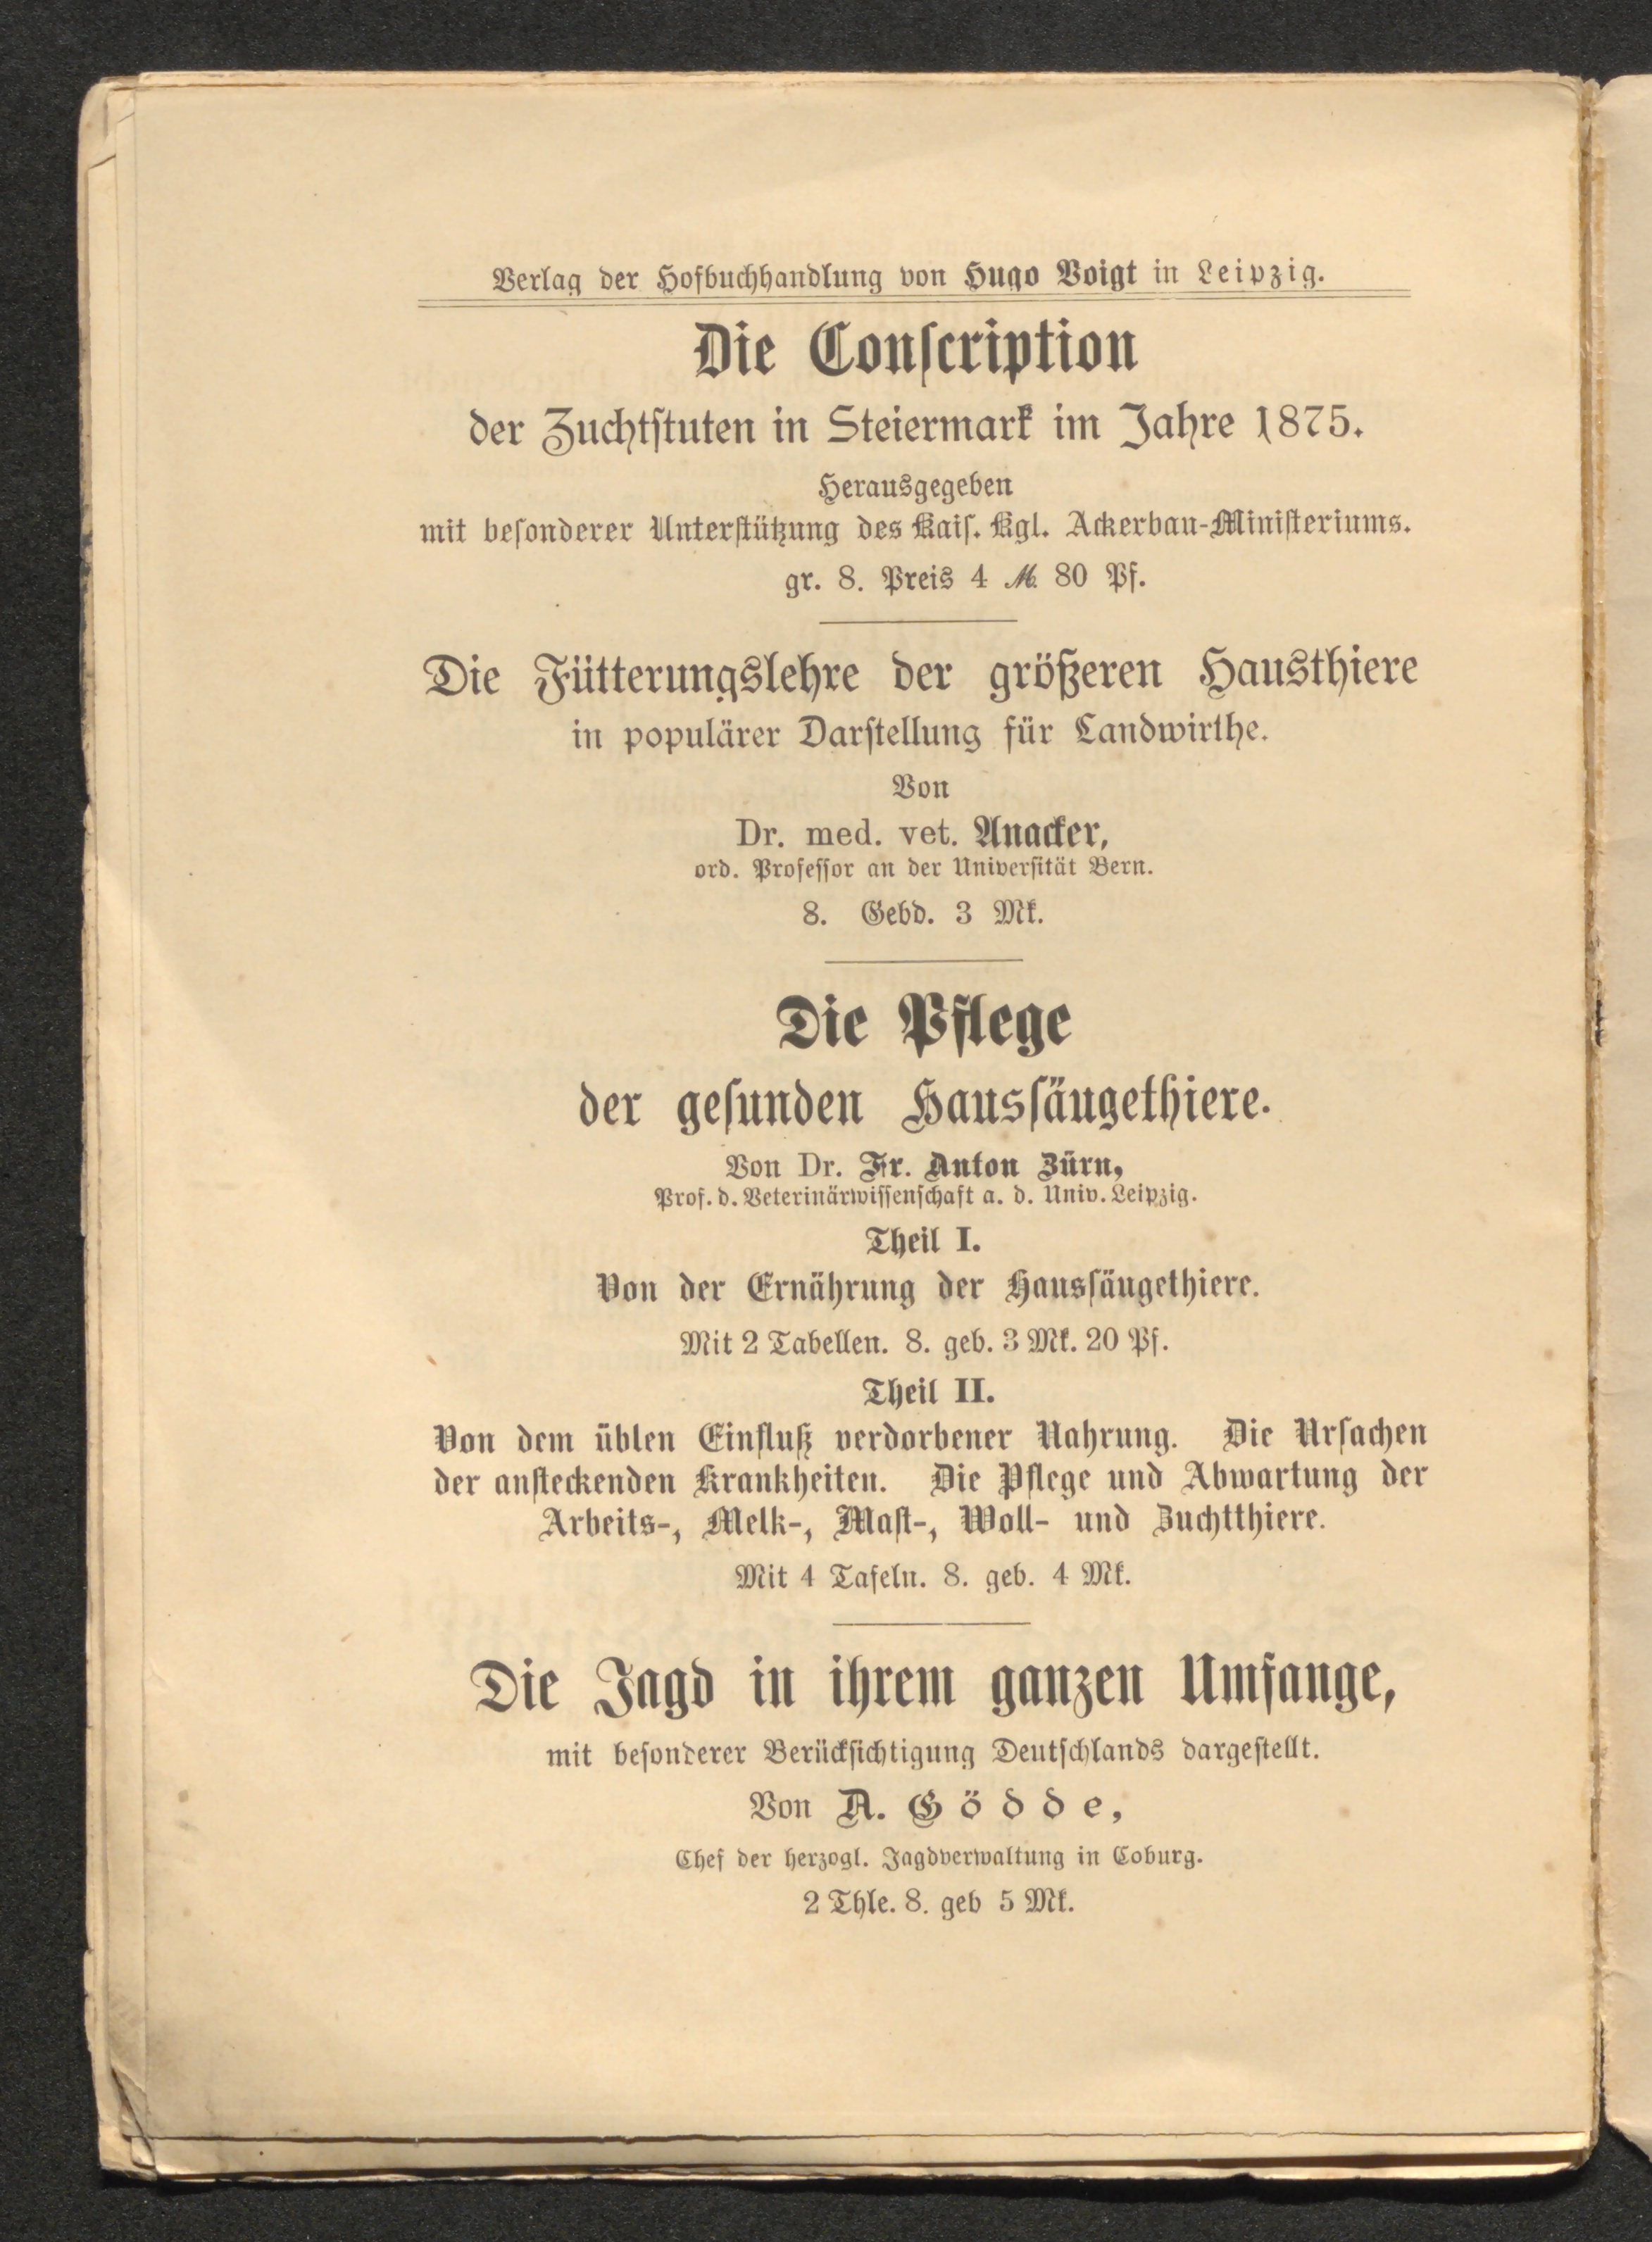 Verlag der Hofbuchhandlung von Hugo Voigt in Leipzig.
Die Conſcription
der Zuchtſtuten in Steiermark im Jahre 1875.
Herausgegeben
mit beſonderer Unterſtützung des Kaiſ. Kgl. Ackerbau-Miniſteriums.
gr. 8. Preis 4 M. 80 Pf.
Die Fütterungslehre der größeren Hausthiere
in populärer Darſtellung für Landwirthe.
Von
Dr. med. vet. Anacker,
ord. Profeſſor an der Univerſität Bern.
8. Gebd. 3 Mk.
Die Pflege
der geſunden Hausſäugethiere.
Von Dr. Fr. Anton Zürn,
Prof. d. Veterinärwiſſenſchaft a. d. Univ. Leipzig.
Theil I.
Von der Ernährung der Hausſäugethiere.
Mit 2 Tabellen. 8. geb. 3 Mk. 20 Pf.
Theil II.
Von dem üblen Einfluß verdorbener Nahrung. Die Urſachen
der anſteckenden Krankheiten. Die Pflege und Abwartung der
Arbeits-, Melk-, Maſt-, Woll- und Zuchtthiere.
Mit 4 Tafeln. 8. geb. 4 Mk.
Die Jagd in ihrem ganzen Umfange,
mit beſonderer Berückſichtigung Deutſchlands dargeſtellt.
Von A. Gödde,
Chef der herzogl. Jagdverwaltung in Coburg.
2 Thle. 8. geb 5 Mk.